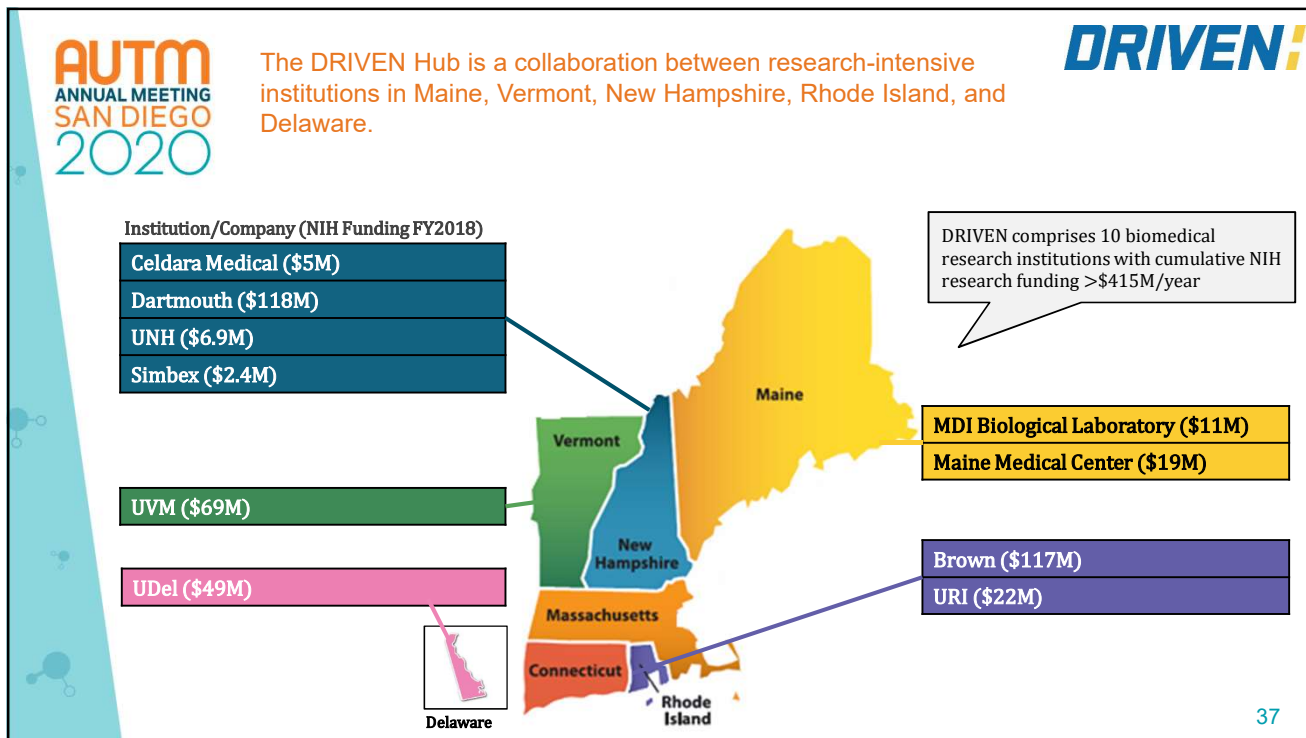 AUTM
ANNUAL MEETING
SAN DIEGO
2020
The DRIVEN Hub is a collaboration between research-intensive
institutions in Maine, Vermont, New Hampshire, Rhode Island, and
Delaware.
DRIVEN:
Institution/Company (NIH Funding FY2018)
Celdara Medical ($5M)
Dartmouth ($118M)
UNH ($6.9M)
Simbex ($2.4M)
UVM ($69M)
UDel ($49M)
Delaware
Vermont
New
Hampshire
Maine
Massachusetts
Connecticut
Rhode
Island
DRIVEN comprises 10 biomedical
research institutions with cumulative NIH
research funding >$415M/year
MDI Biological Laboratory ($11M)
Maine Medical Center ($19M)
Brown ($117M)
URI ($22M)
37